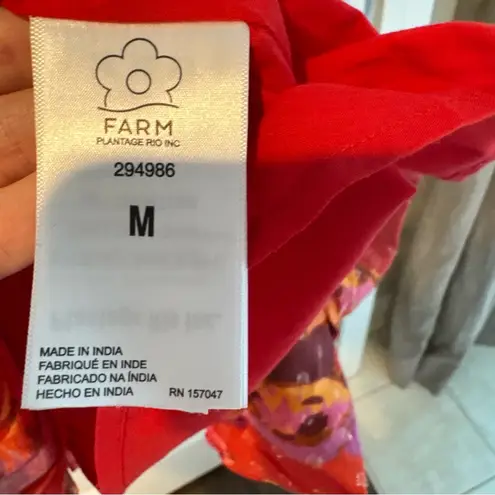 FARM
PLANTAGE RIO INC
294986
M
MADE IN INDIA
FABRIQUÉ EN INDE
FABRICADO NA ÍNDIA
HECHO EN INDIA
RN 157047